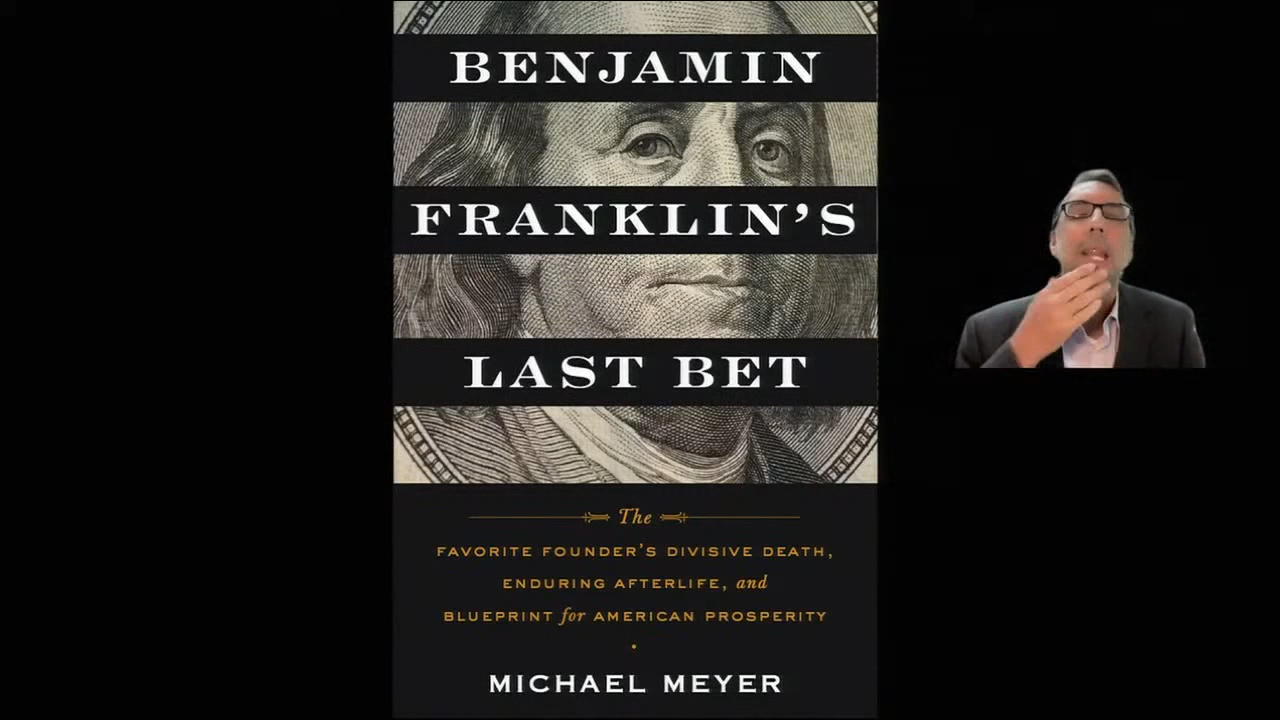 BENJAMIN
FRANKLIN'S
LAST BET
The
FAVORITE FOUNDER'S DIVISIVE DEATH,
ENDURING AFTERLIFE, and
BLUEPRINT for AMERICAN PROSPERITY
MICHAEL MEYER